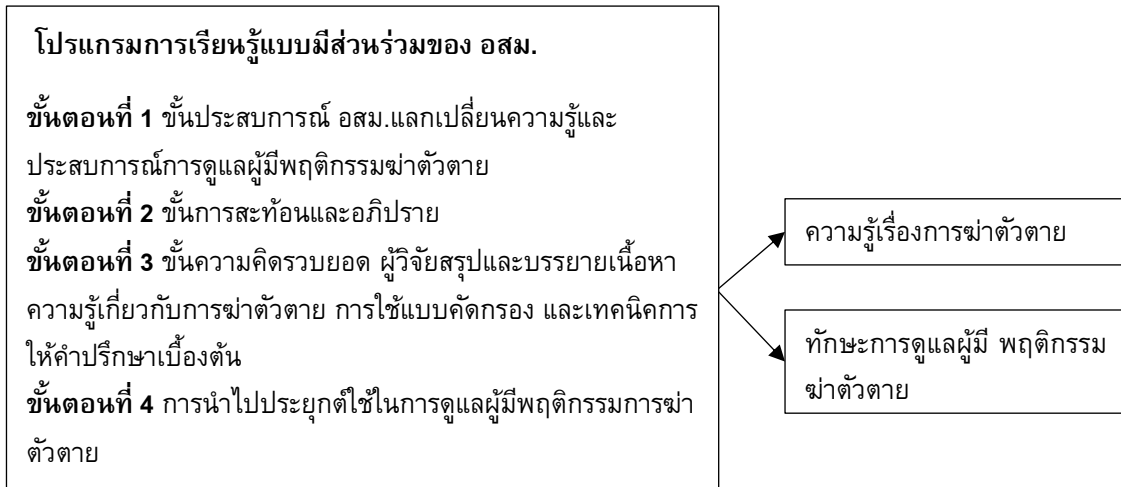 โปรแกรมการเรียนรู้แบบมีส่วนร่วมของ อสม.
ขั้นตอนที่ 1 ขั้นประสบการณ์ อสม.แลกเปลี่ยนความรู้และ
ประสบการณ์การดูแลผู้มีพฤติกรรมฆ่าตัวตาย
ขั้นตอนที่ 2 ขั้นการสะท้อนและอภิปราย
ขั้นตอนที่ 3 ขั้นความคิดรวบยอด ผู้วิจัยสรุปและบรรยายเนื้อหา
ความรู้เกี่ยวกับการฆ่าตัวตาย การใช้แบบคัดกรอง และเทคนิคการ
ให้คำปรึกษาเบื้องต้น
ขั้นตอนที่ 4 การนำไปประยุกต์ใช้ในการดูแลผู้มีพฤติกรรมการฆ่า
ตัวตาย
ความรู้เรื่องการฆ่าตัวตาย
ทักษะการดูแลผู้มี พฤติกรรม
ฆ่าตัวตาย